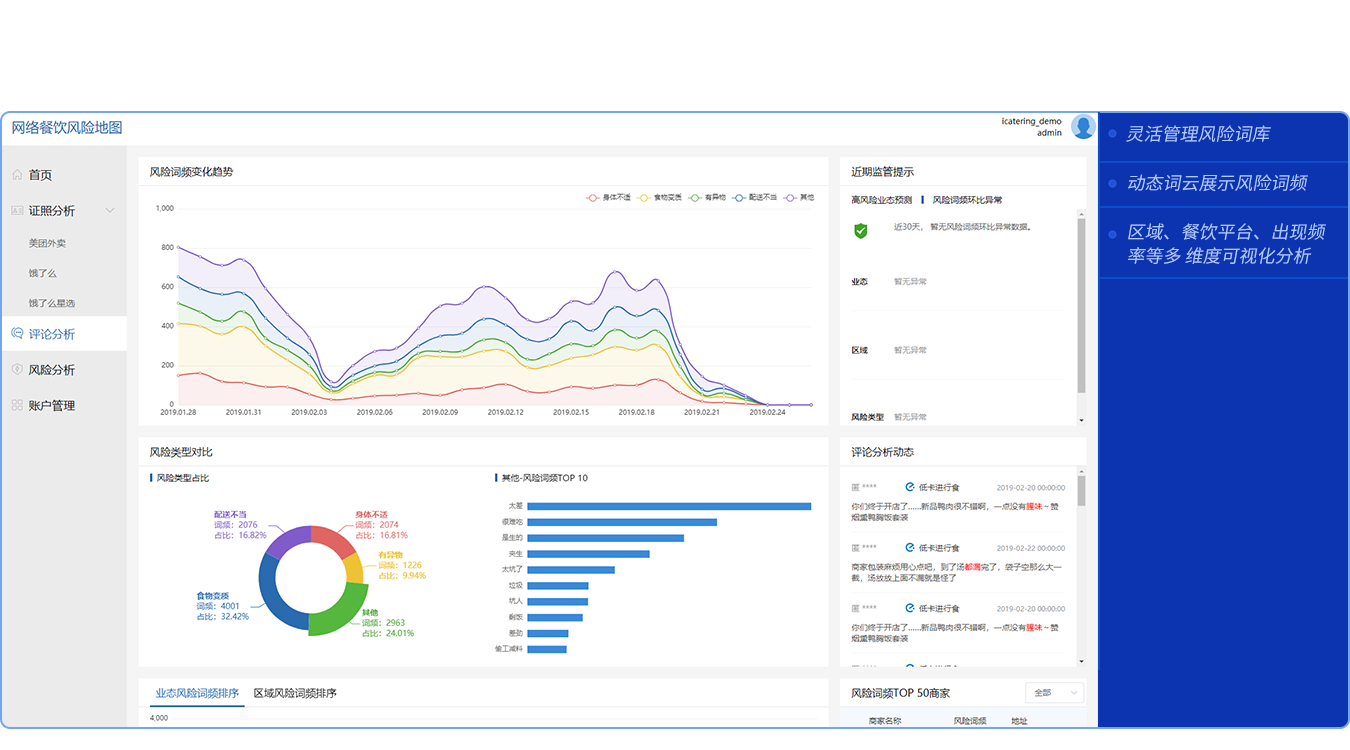 网络餐饮风险地图
icatering_demo
admin
首页
证照分析
美团外卖
饿了么
饿了么星选
评论分析
风险分析
账户管理
风险词频变化趋势
身体不适 食物变质 有异物 配送不当 其他
1,000
800
600
400
200
0
2019.01.28 2019.01.31 2019.02.03 2019.02.06 2019.02.09 2019.02.12 2019.02.15 2019.02.18 2019.02.21 2019.02.24
近期监管提示
高风险业态预测 风险词频环比异常
近30天, 暂无风险词频环比异常数据。
业态 暂无异常
区域 暂无异常
风险类型 暂无异常
风险类型对比
风险类型占比
配送不当
词频: 2076
占比: 16.82%
身体不适
词频: 2074
占比: 16.81%
有异物
词频: 1226
占比: 9.94%
食物变质
词频: 4001
占比: 32.42%
其他
词频: 2963
占比: 24.01%
其他-风险词频TOP 10
太差
很难吃
是生的
夹生
太坑了
垃圾
坑人
剩饭
差劲
偷工减料
评论分析动态
匿 **** 低卡进行食 2019-02-20 00:00:00
你们终于开店了……新品鸭肉很不错啊，一点没有腥味～赞
烟熏鸭胸饭套装
匿 **** 低卡进行食 2019-02-22 00:00:00
商家包装麻烦用心点吧，到了汤都洒完了，袋子空那么大一
截，汤放放上面不漏就是怪了
匿 **** 低卡进行食 2019-02-20 00:00:00
你们终于开店了……新品鸭肉很不错啊，一点没有腥味～赞
烟熏鸭胸饭套装
业态风险词频排序 区域风险词频排序
4,000
风险词频TOP 50商家
全部
商家名称 风险词频 地址
灵活管理风险词库
动态词云展示风险词频
区域、餐饮平台、出现频
率等多 维度可视化分析